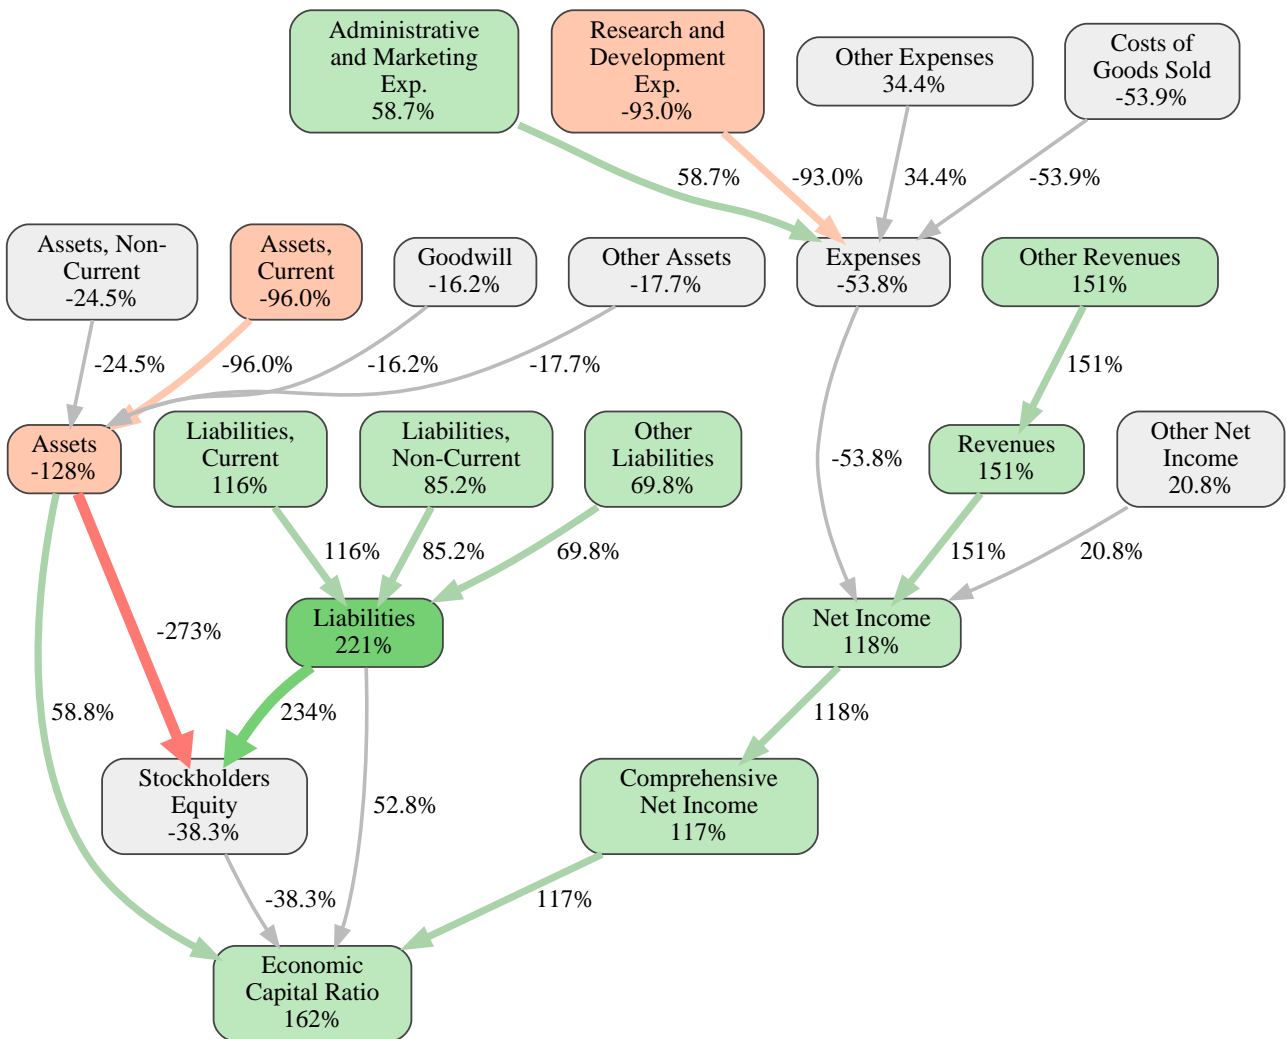 Administrative
and Marketing
Exp.
58.7%
Research and
Development
Exp.
-93.0%
Other Expenses
34.4%
Costs of
Goods Sold
-53.9%
58.7%
-93.0%
34.4%
-53.9%
Assets, Non-
Current
-24.5%
Assets,
Current
-96.0%
Goodwill
-16.2%
Other Assets
-17.7%
Expenses
-53.8%
Other Revenues
151%
-24.5%
-96.0%
-16.2%
-17.7%
151%
Assets
-128%
Liabilities,
Current
116%
Liabilities,
Non-Current
85.2%
Other
Liabilities
69.8%
-53.8%
Revenues
151%
Other Net
Income
20.8%
116%
85.2%
69.8%
151%
20.8%
-273%
Liabilities
221%
Net Income
118%
58.8%
234%
118%
Stockholders
Equity
-38.3%
52.8%
Comprehensive
Net Income
117%
-38.3%
117%
Economic
Capital Ratio
162%